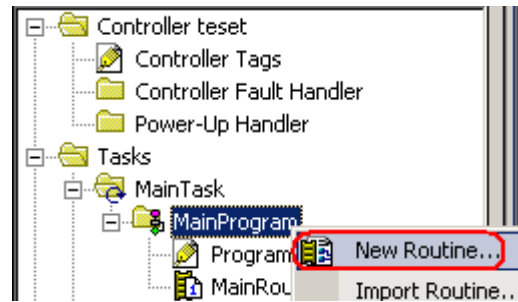 Controller teset
Controller Tags
Controller Fault Handler
Power-Up Handler
Tasks
MainTask
MainProgram
Program
New Routine...
MainRou
Import Routine..